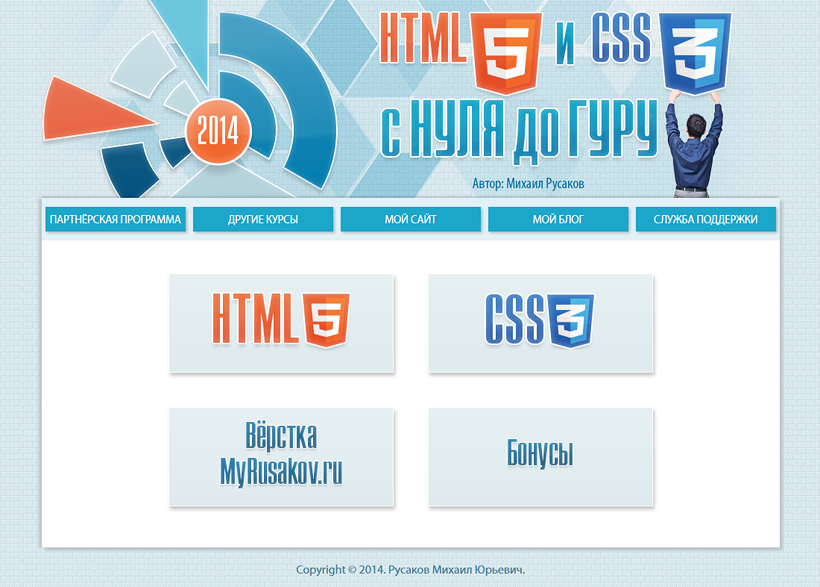 HTML 5 и CSS 3
2014
с НУЛЯ до ГУРУ
Автор: Михаил Русаков
ПАРТНЁРСКАЯ ПРОГРАММА ДРУГИЕ КУРСЫ МОЙ САЙТ МОЙ БЛОГ СЛУЖБА ПОДДЕРЖКИ
HTML 5 CSS 3
Вёрстка
MyRusakov.ru
Бонусы
Copyright © 2014. Русаков Михаил Юрьевич.